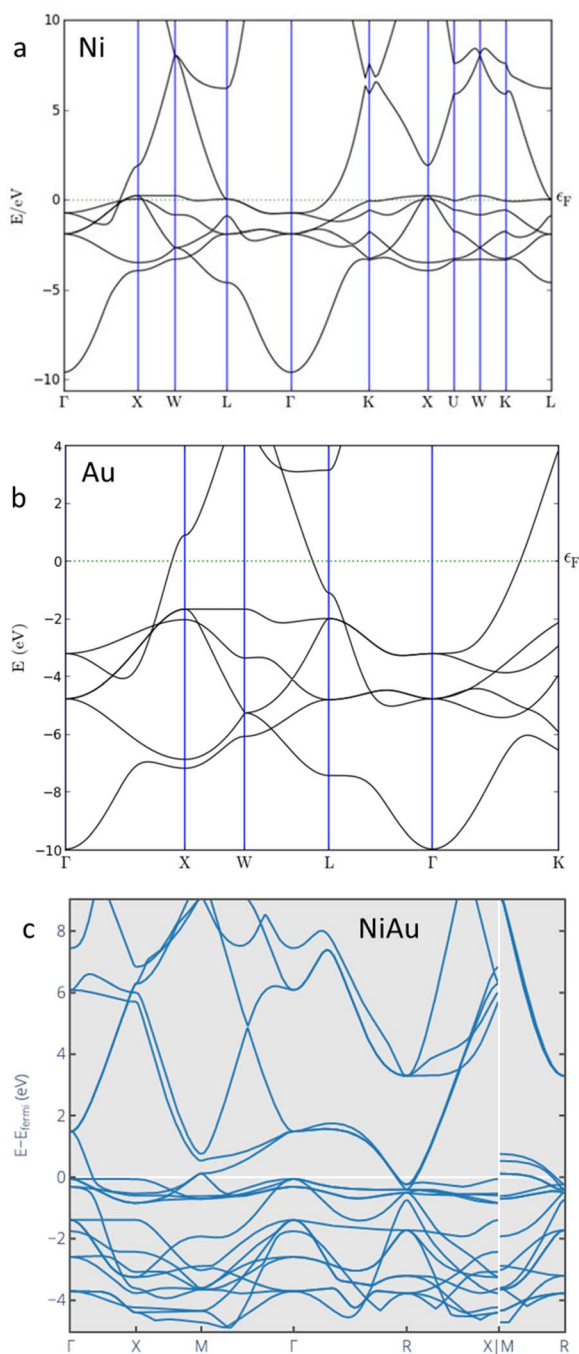 a
Ni
10
5
0
−5
−10
E/eV
ϵF
Γ X W L Γ K X U W K L
b
Au
4
2
0
−2
−4
−6
−8
−10
E (eV)
ϵF
Γ X W L Γ K
c
NiAu
8
6
4
2
0
−2
−4
E−Efermi (eV)
Γ X M Γ R X|M R